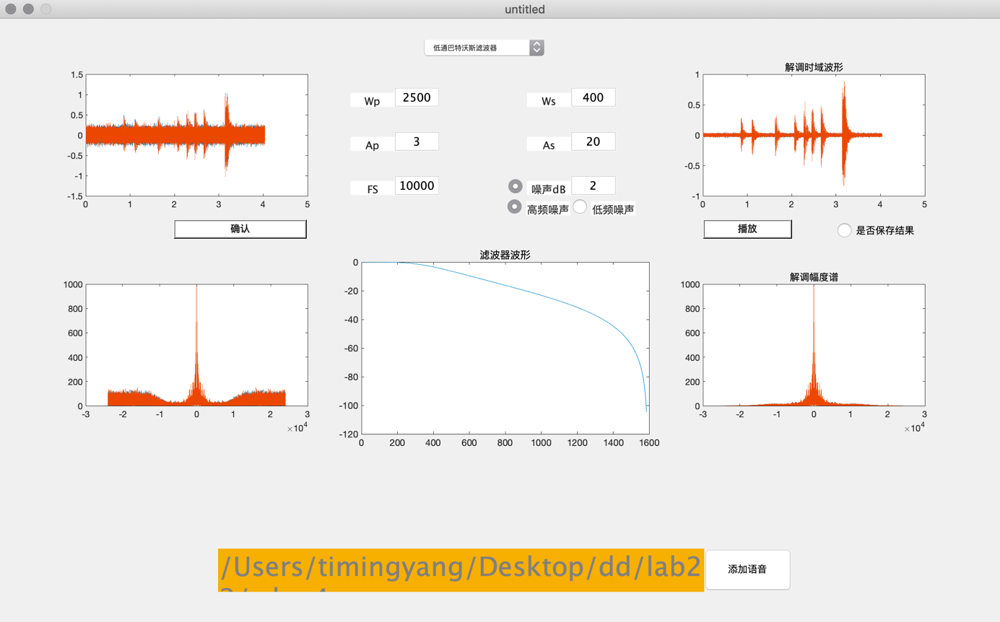 untitled
低通巴特沃斯滤波器
1.5
1
0.5
0
-0.5
-1
-1.5
0 1 2 3 4 5
确认
Wp 2500
Ws 400
Ap 3
As 20
FS 10000
噪声dB 2
高频噪声 低频噪声
解调时域波形
1
0.5
0
-0.5
-1
0 1 2 3 4 5
播放
是否保存结果
1000
800
600
400
200
0
-3 -2 -1 0 1 2 3
×10^4
滤波器波形
0
-20
-40
-60
-80
-100
-120
0 200 400 600 800 1000 1200 1400 1600
解调幅度谱
1000
800
600
400
200
0
-3 -2 -1 0 1 2 3
×10^4
/Users/timingyang/Desktop/dd/lab2
添加语音